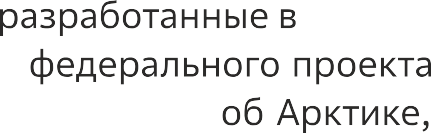 разработанные в
федерального проекта
об Арктике,